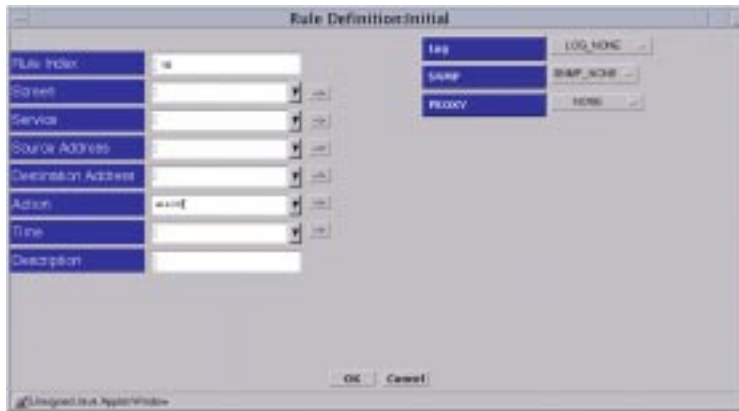 Rule Definition:Initial
Rule Index
Screen
Service
Source Address
Destination Address
Action
Time
Description
Log LOG_NONE
SNMP SNMP_NONE
PROXY NONE
OK Cancel
Unsigned Java Applet Window